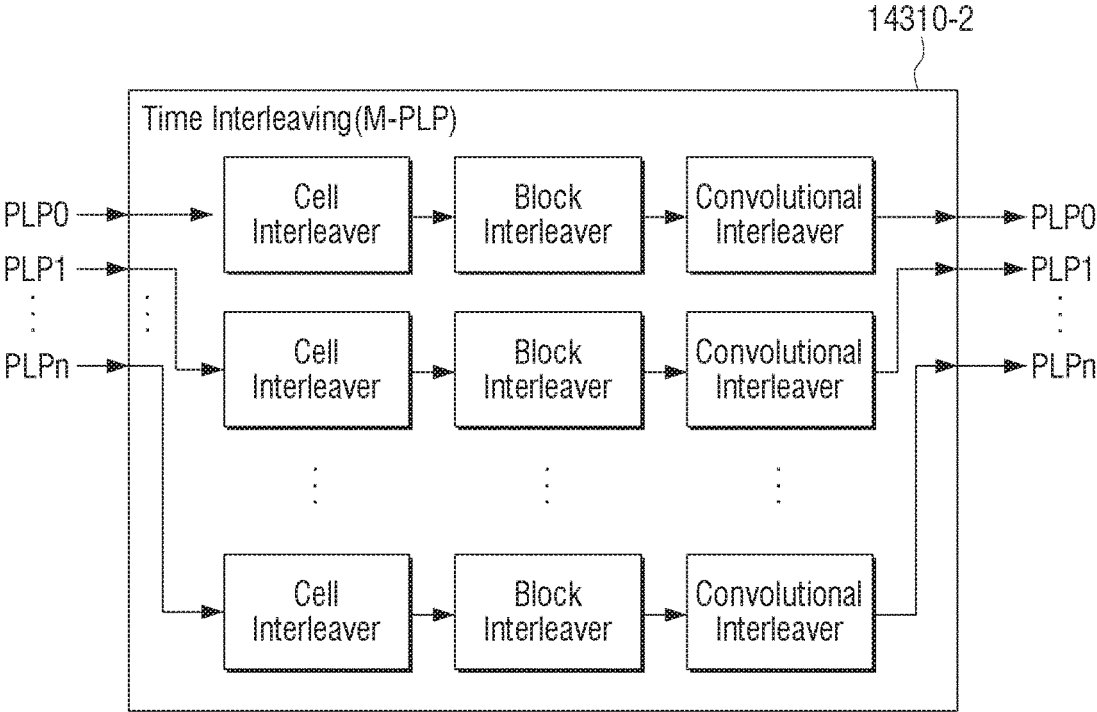 14310-2
Time Interleaving(M-PLP)
PLP0
Cell
Interleaver
Block
Interleaver
Convolutional
Interleaver
PLP0
PLP1
PLP1
Cell
Interleaver
Block
Interleaver
Convolutional
Interleaver
PLPn
PLPn
Cell
Interleaver
Block
Interleaver
Convolutional
Interleaver